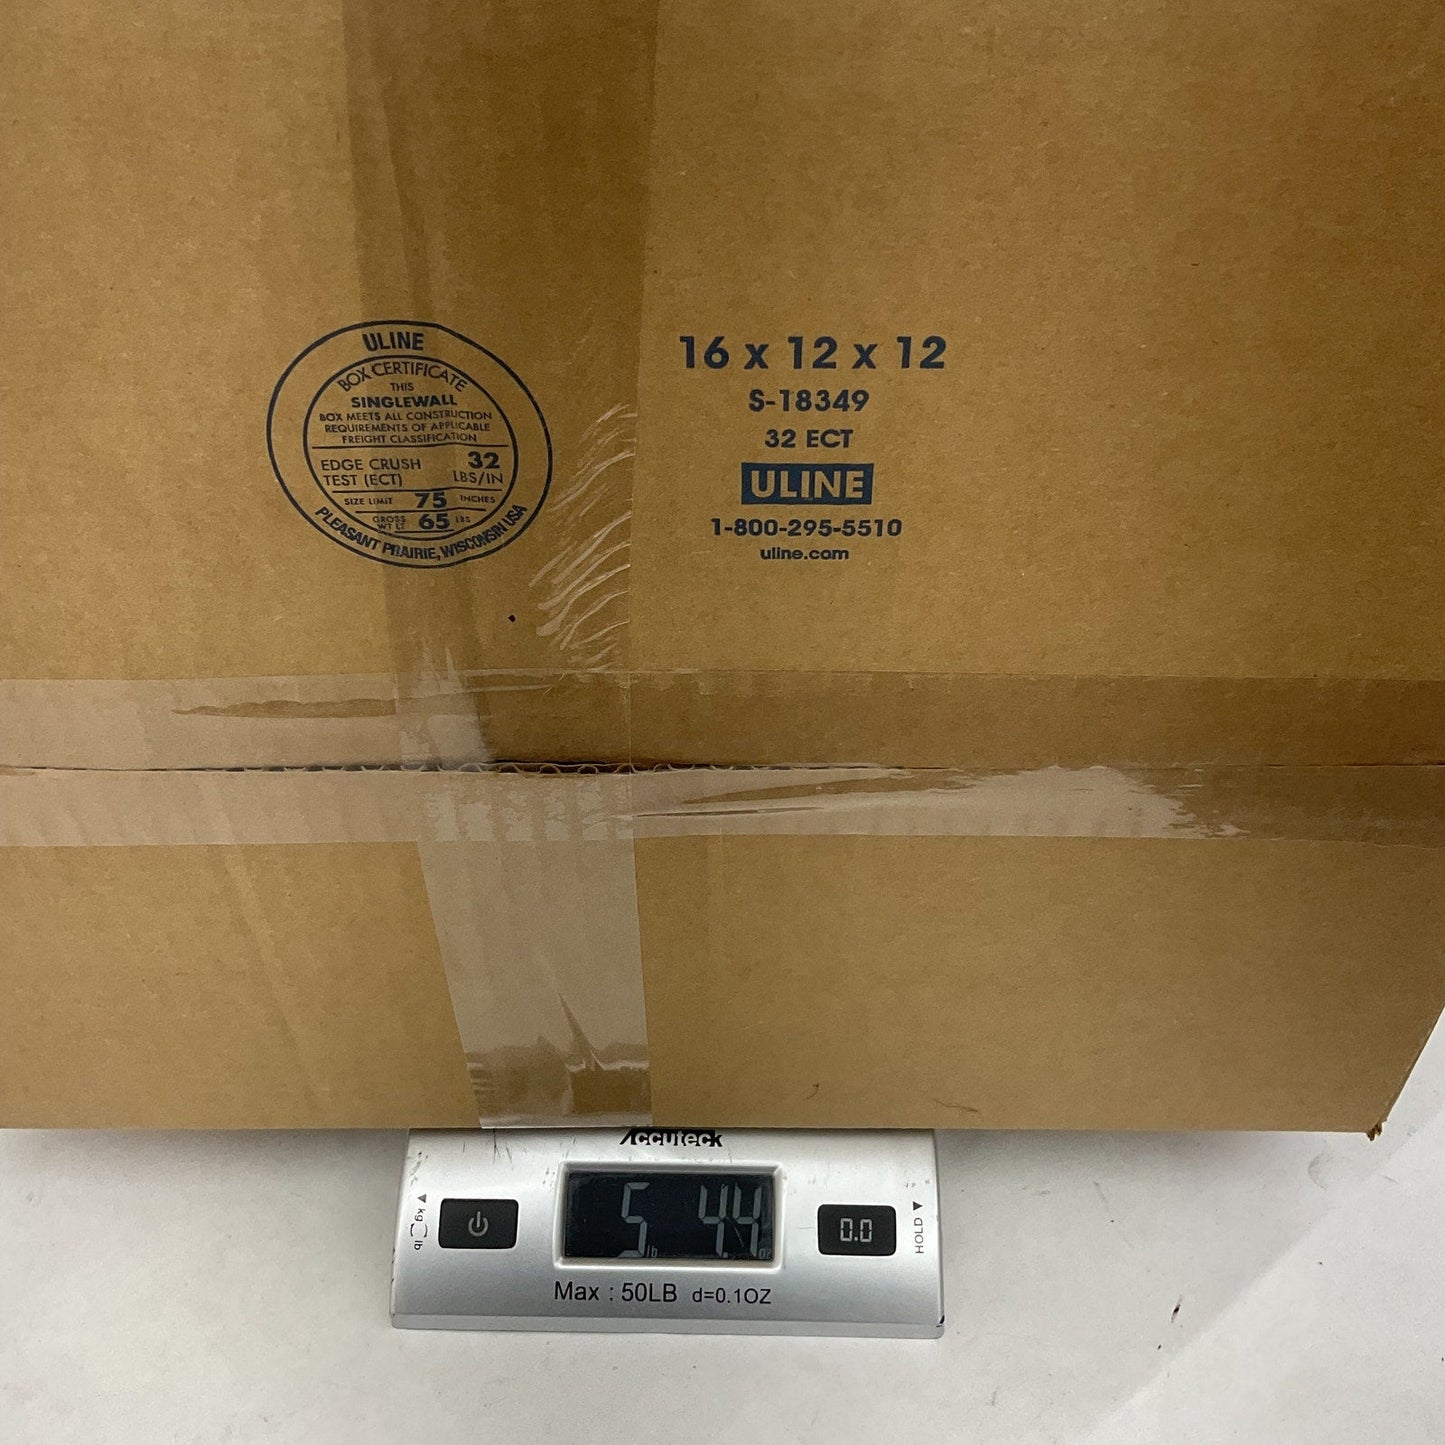 ULINE
BOX CERTIFICATE
THIS
SINGLEWALL
BOX MEETS ALL CONSTRUCTION
REQUIREMENTS OF APPLICABLE
FREIGHT CLASSIFICATION
EDGE CRUSH TEST (ECT) 32 LBS/IN
SIZE LIMIT 75 INCHES
GROSS WT LT 65 LBS
PLEASANT PRAIRIE, WISCONSIN USA
16 x 12 x 12
S-18349
32 ECT
ULINE
1-800-295-5510
uline.com
Accuteck
kg lb
5 lb 4.4 oz
0.0
HOLD
Max : 50LB d=0.1OZ